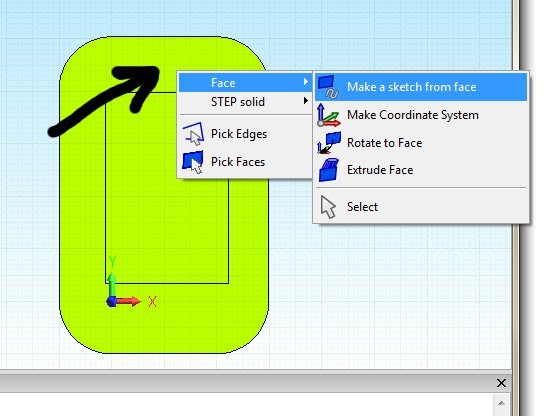 Face
STEP solid
Pick Edges
Pick Faces
Make a sketch from face
Make Coordinate System
Rotate to Face
Extrude Face
Select
Y
X